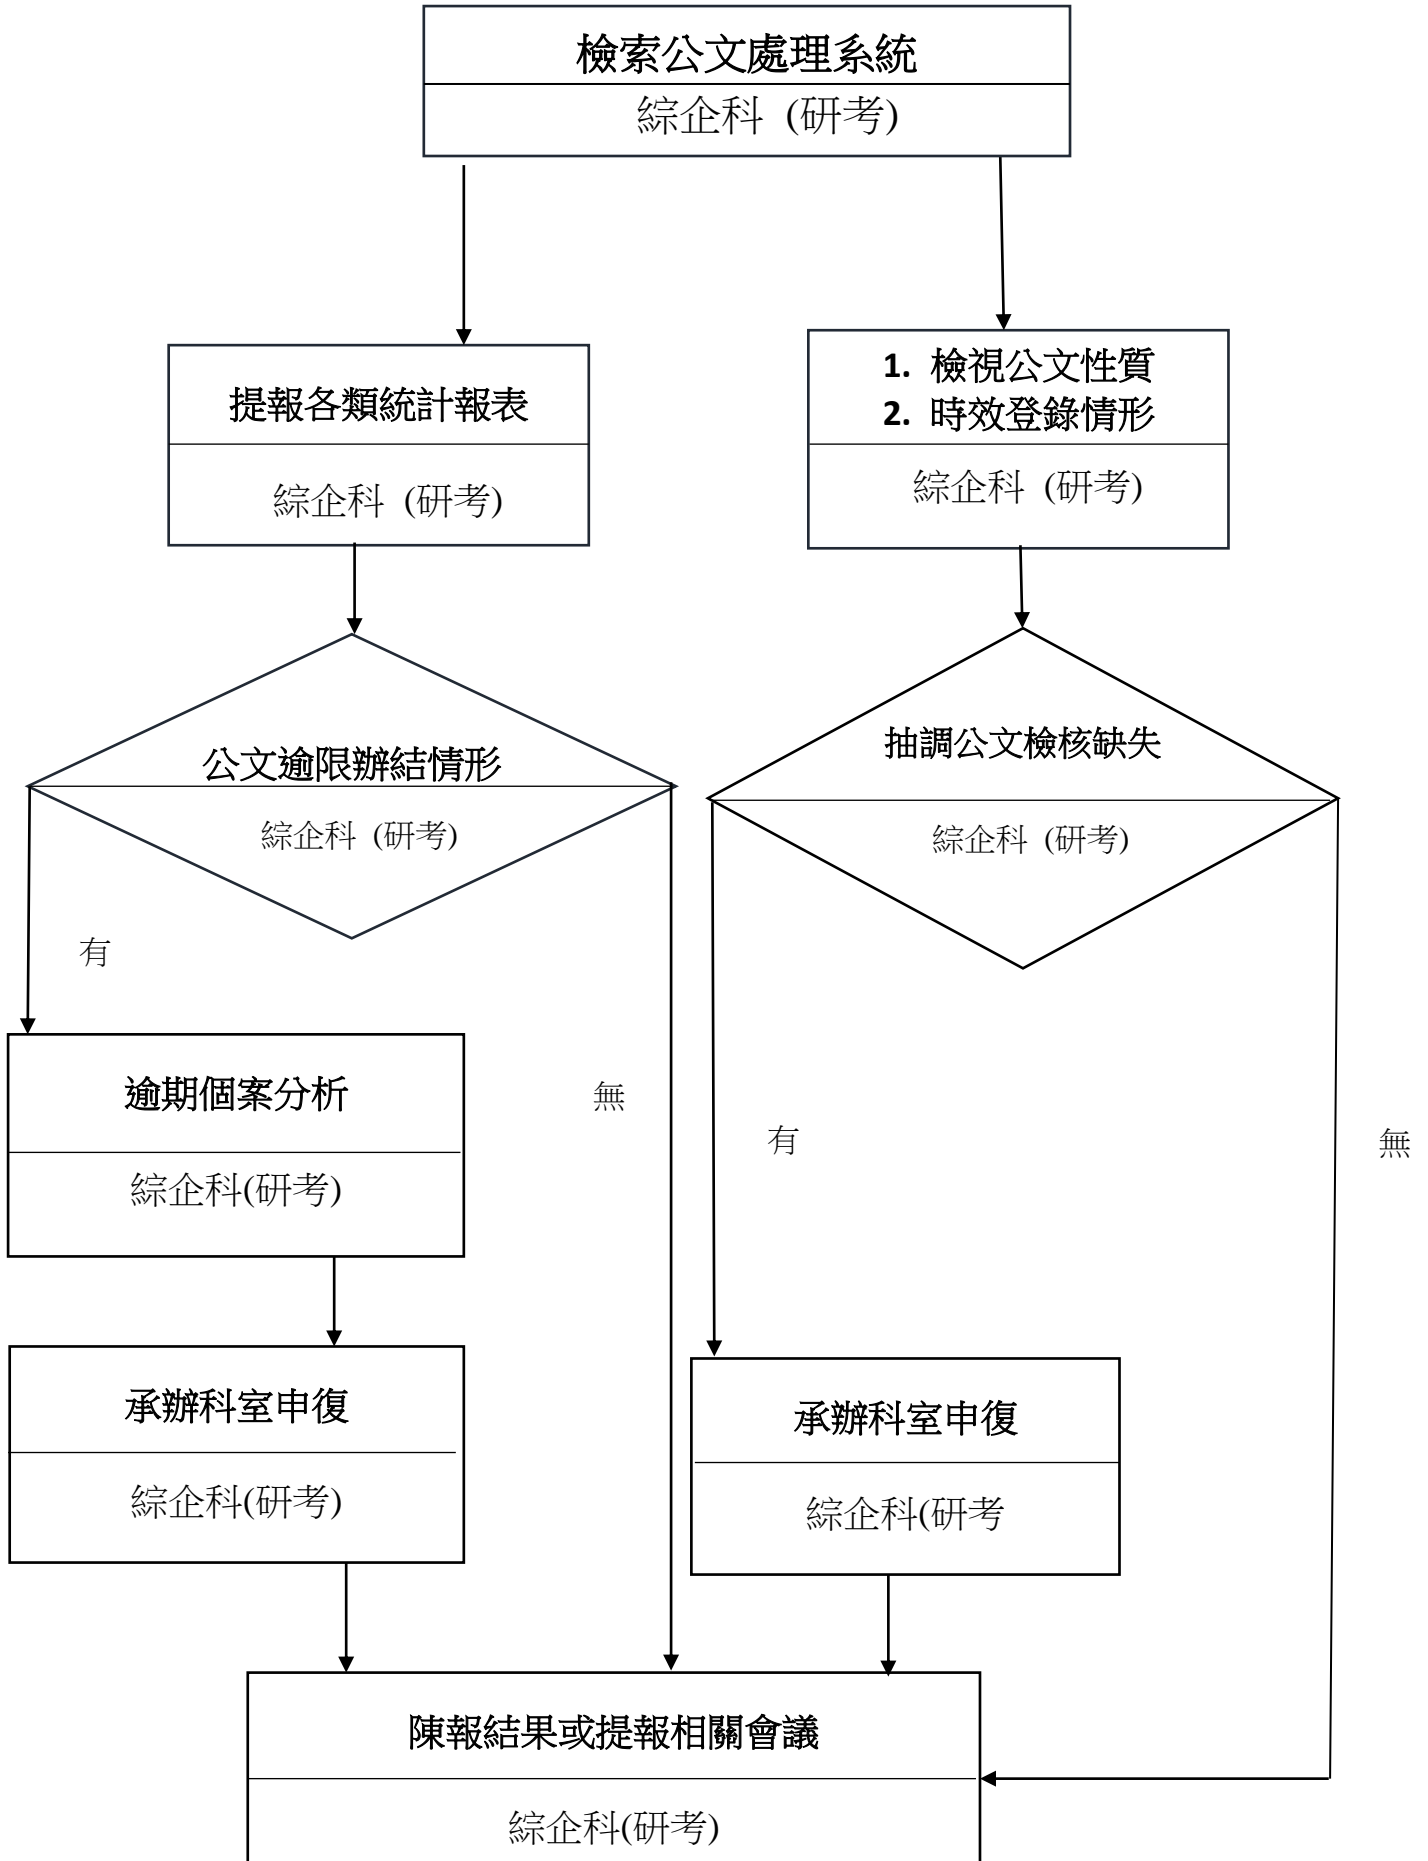 檢索公文處理系統
綜企科 (研考)
提報各類統計報表
綜企科 (研考)
1. 檢視公文性質
2. 時效登錄情形
綜企科 (研考)
公文逾限辦結情形
綜企科 (研考)
抽調公文檢核缺失
綜企科 (研考)
有
無
有
無
逾期個案分析
綜企科(研考)
承辦科室申復
綜企科(研考)
承辦科室申復
綜企科(研考
陳報結果或提報相關會議
綜企科(研考)